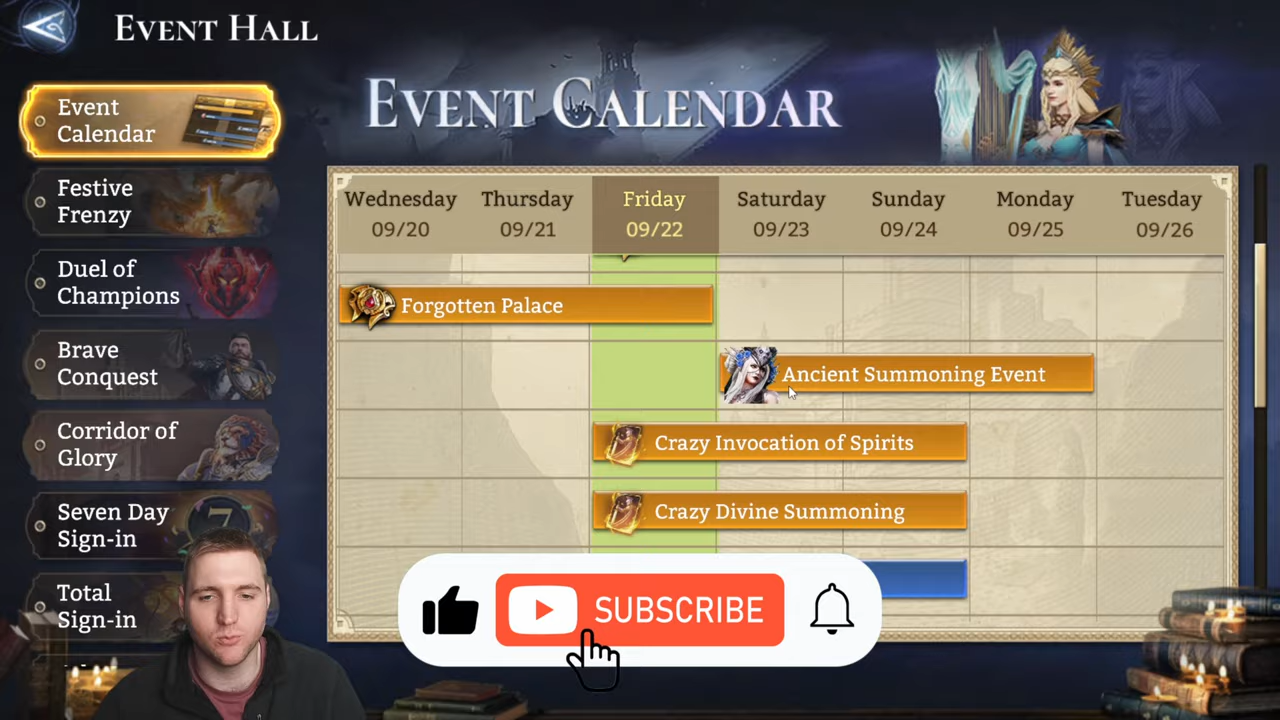 EVENT HALL
EVENT CALENDAR
Event
Calendar
Festive
Frenzy
Duel of
Champions
Brave
Conquest
Corridor of
Glory
Seven Day
Sign-in
7
Total
Sign-in
Wednesday Thursday Friday Saturday Sunday Monday Tuesday
09/20 09/21 09/22 09/23 09/24 09/25 09/26
Forgotten Palace
Ancient Summoning Event
Crazy Invocation of Spirits
Crazy Divine Summoning
SUBSCRIBE